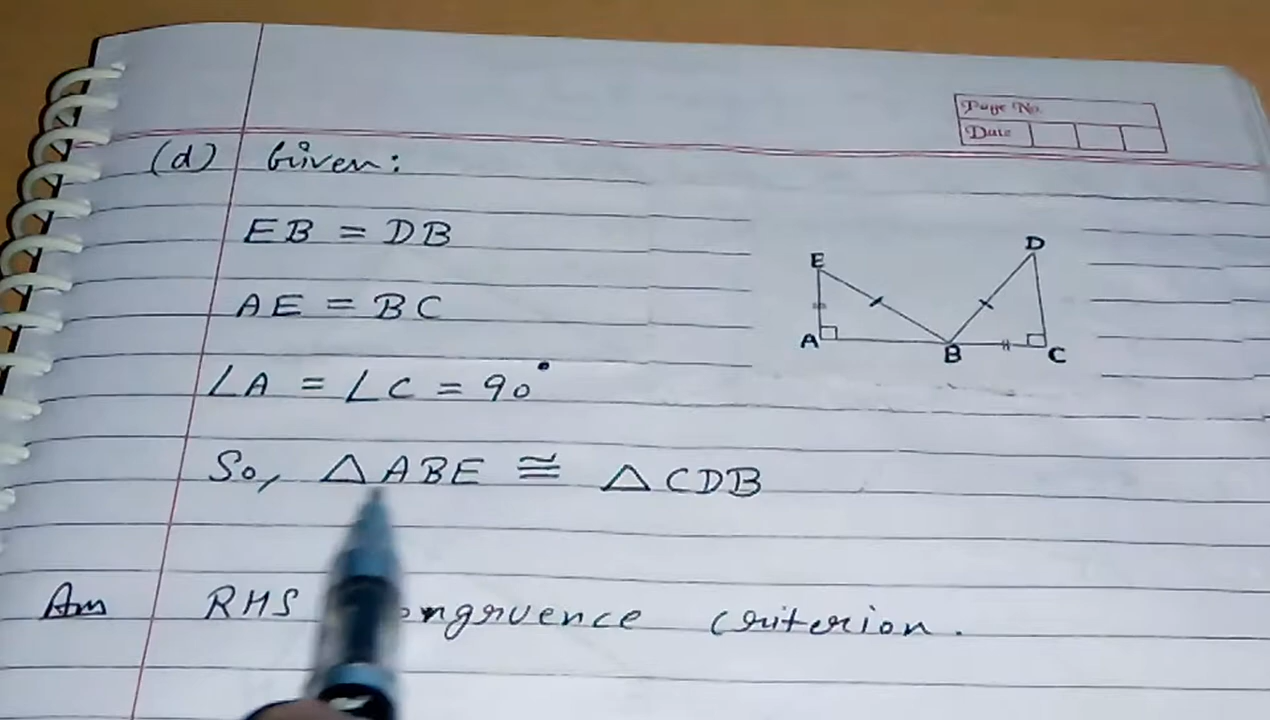 Page No.
Date
(d) Given:
EB = DB
AE = BC
∠A = ∠C = 90°
So, △ABE ≅ △CDB
Ans RHS ongruence criterion.
E
D
A
B
C